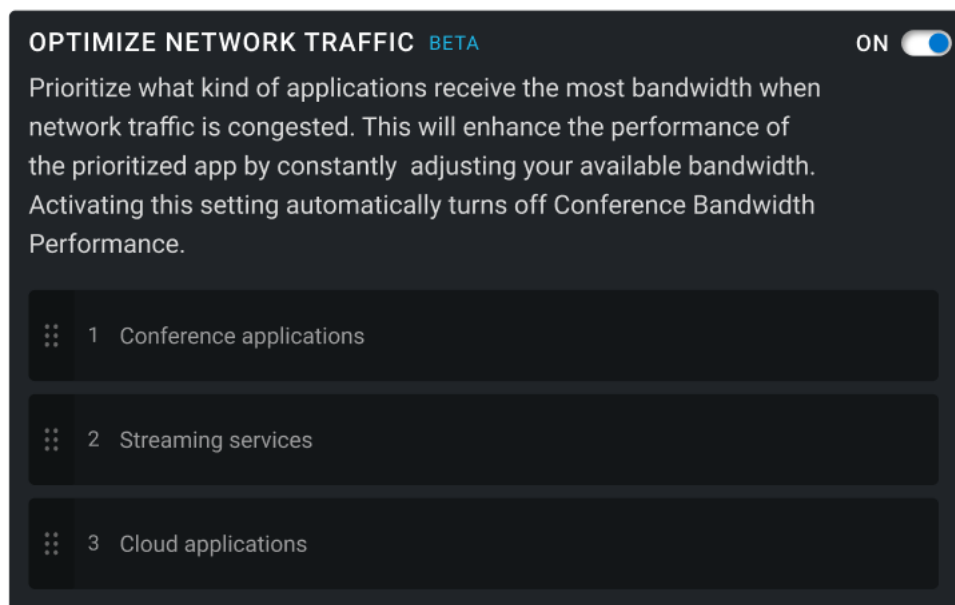 OPTIMIZE NETWORK TRAFFIC BETA ON
Prioritize what kind of applications receive the most bandwidth when
network traffic is congested. This will enhance the performance of
the prioritized app by constantly  adjusting your available bandwidth.
Activating this setting automatically turns off Conference Bandwidth
Performance.
1 Conference applications
2 Streaming services
3 Cloud applications